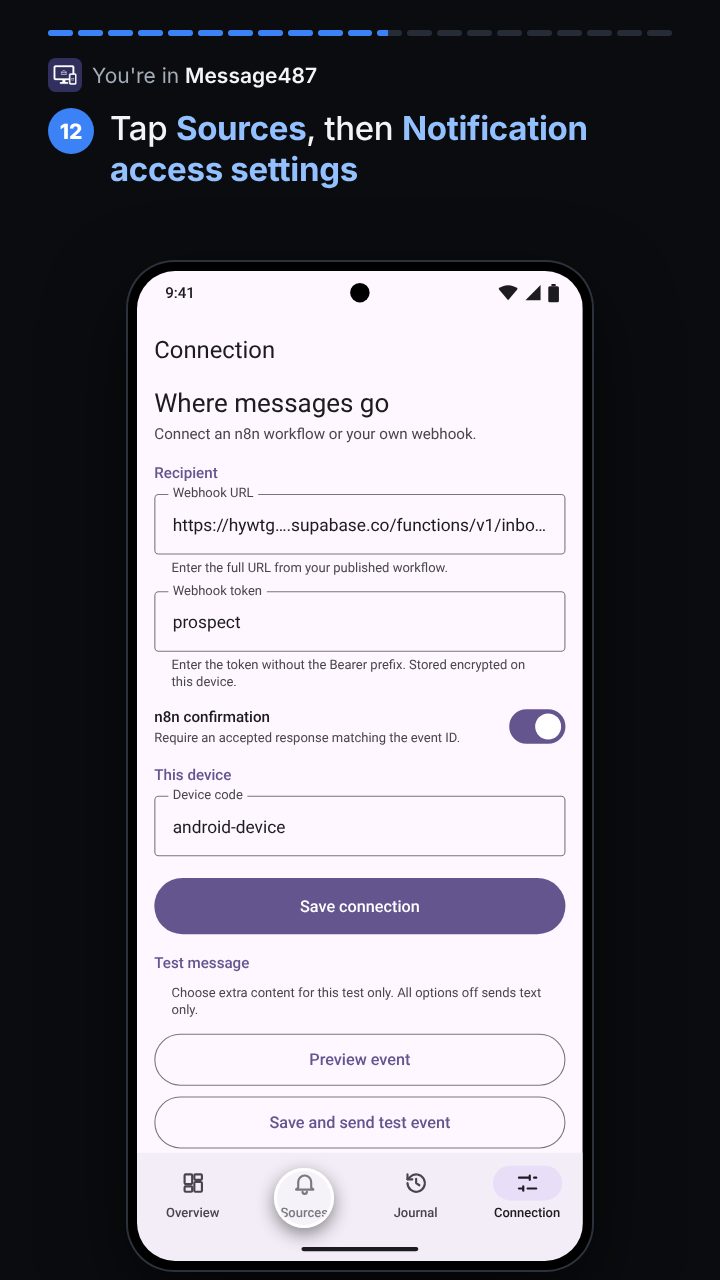 You're in Message487
12
Tap Sources, then Notification
access settings
9:41
Connection
Where messages go
Connect an n8n workflow or your own webhook.
Recipient
Webhook URL
https://hywtg....supabase.co/functions/v1/inbo...
Enter the full URL from your published workflow.
Webhook token
prospect
Enter the token without the Bearer prefix. Stored encrypted on
this device.
n8n confirmation
Require an accepted response matching the event ID.
This device
Device code
android-device
Save connection
Test message
Choose extra content for this test only. All options off sends text
only.
Preview event
Save and send test event
Overview
Sources
Journal
Connection